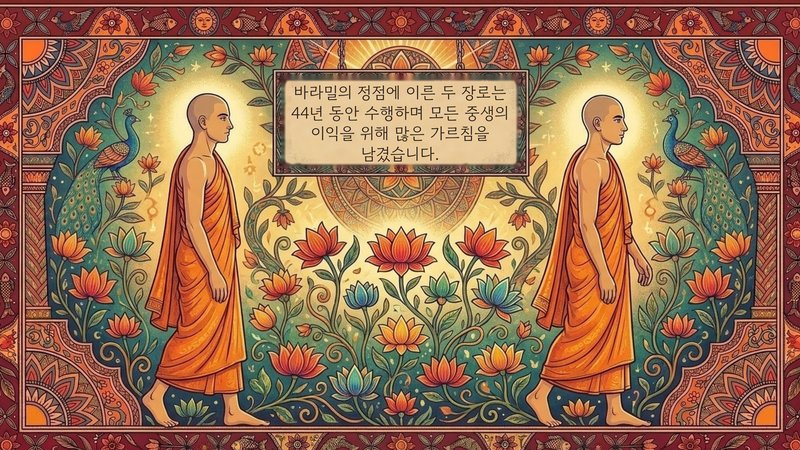 바라밀의 정점에 이른 두 장로는
44년 동안 수행하며 모든 중생의
이익을 위해 많은 가르침을
남겼습니다.